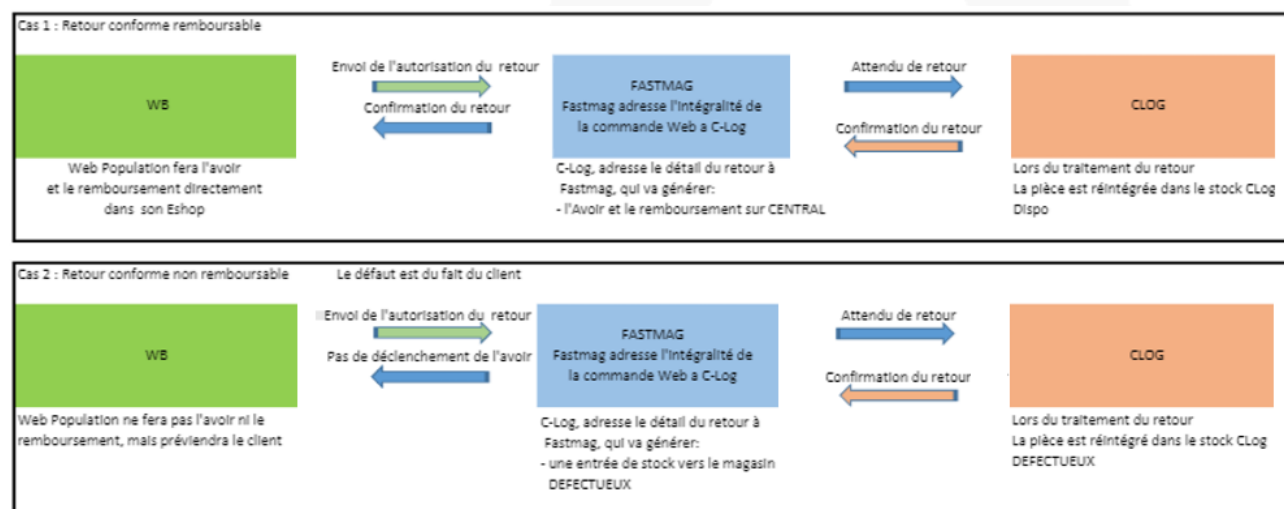 Cas 1 : Retour conforme remboursable
Envoi de l'autorisation du retour
Attendu de retour
WB
FASTMAG
Fastmag adresse l'intégralité de
la commande Web a C-Log
CLOG
Confirmation du retour
Confirmation du retour
Web Population fera l'avoir
et le remboursement directement
dans son Eshop
C-Log, adresse le détail du retour à
Fastmag, qui va générer:
- l'Avoir et le remboursement sur CENTRAL
Lors du traitement du retour
La pièce est réintégrée dans le stock CLog
Dispo
Cas 2 : Retour conforme non remboursable
Le défaut est du fait du client
Envoi de l'autorisation du retour
Attendu de retour
WB
FASTMAG
Fastmag adresse l'intégralité de
la commande Web a C-Log
CLOG
Pas de déclenchement de l'avoir
Confirmation du retour
Web Population ne fera pas l'avoir ni le
remboursement, mais préviendra le client
C-Log, adresse le détail du retour à
Fastmag, qui va générer:
- une entrée de stock vers le magasin
DEFECTUEUX
Lors du traitement du retour
La pièce est réintégré dans le stock CLog
DEFECTUEUX